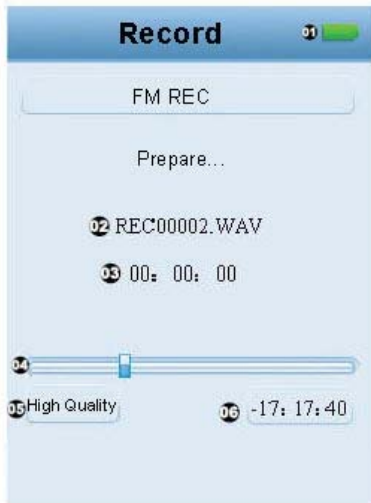 Record 01
FM REC
Prepare...
02 REC00002.WAV
03 00: 00: 00
04
05 High Quality
06 -17: 17: 40